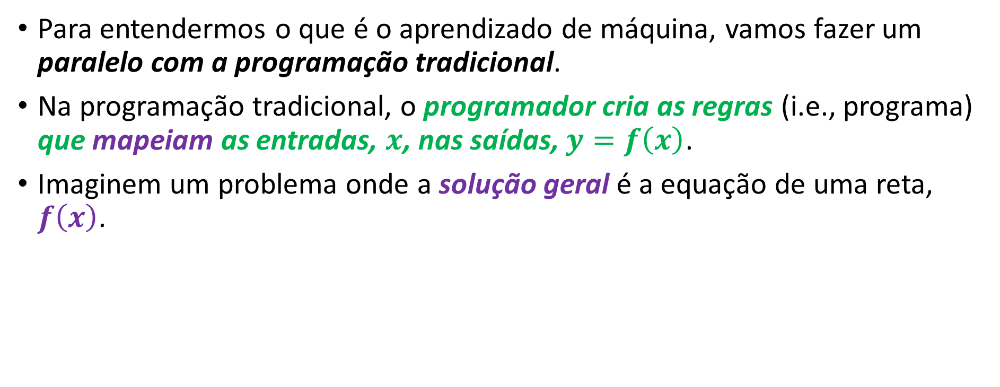 • Para entendermos o que é o aprendizado de máquina, vamos fazer um
paralelo com a programação tradicional.
• Na programação tradicional, o programador cria as regras (i.e., programa)
que mapeiam as entradas, x, nas saídas, y = f(x).
• Imaginem um problema onde a solução geral é a equação de uma reta,
f(x).